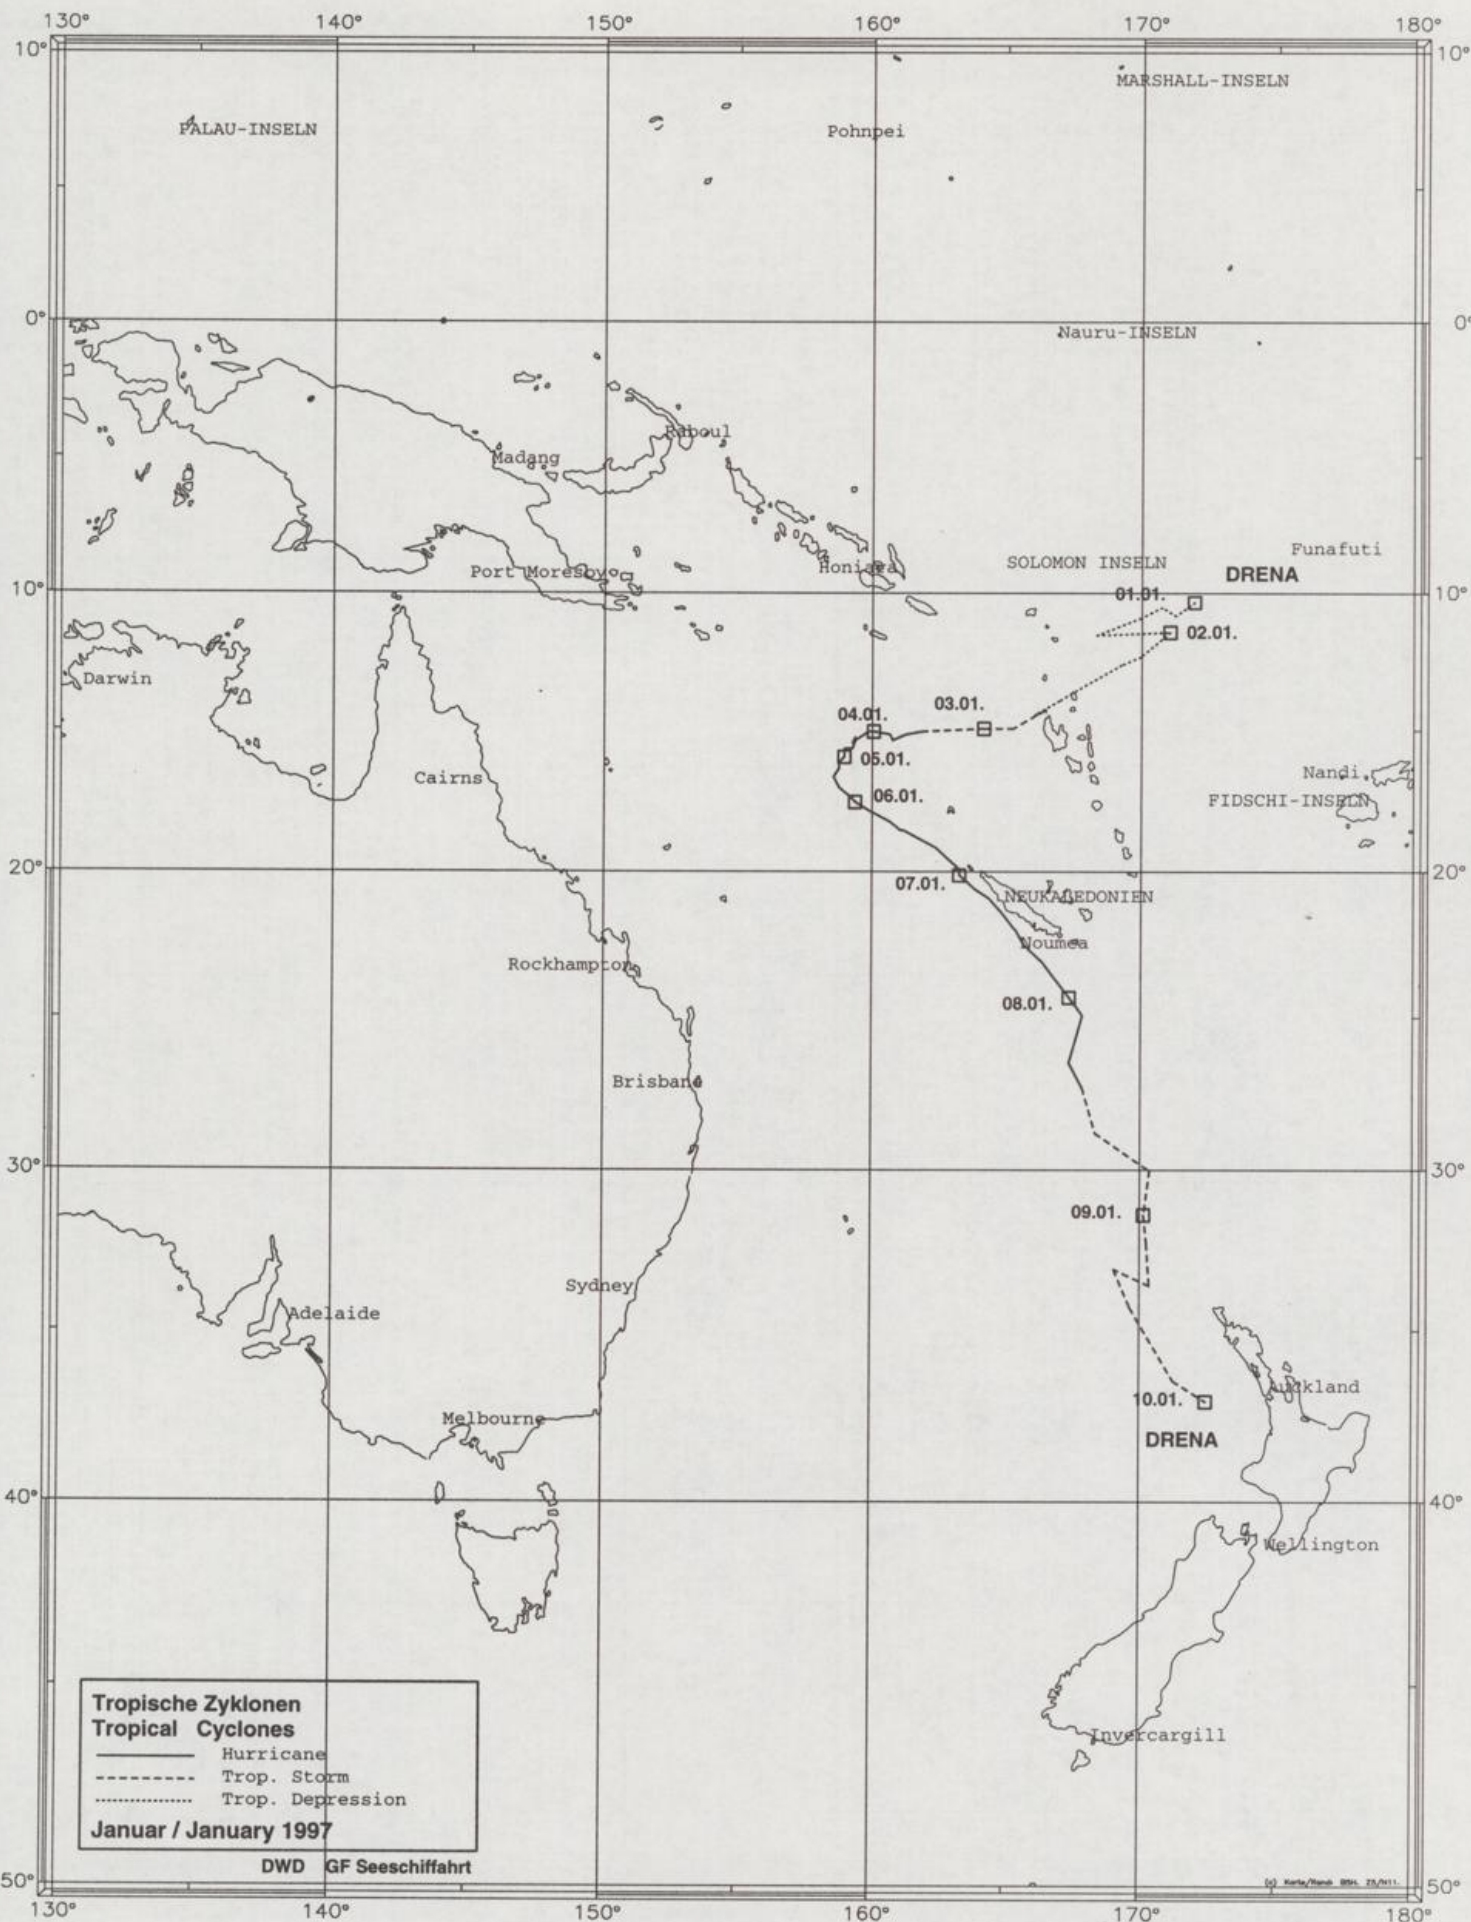 130° 140° 150° 160° 170° 180°
10° 10°
MARSHALL-INSELN
PALAU-INSELN
Pohnpei
0° 0°
Nauru-INSELN
Raboul
Madang
Funafuti
SOLOMON INSELN
Honiara
Port Moresby
DRENA
10° 10°
01.01.
02.01.
Darwin
03.01.
04.01.
05.01.
Nandi
Cairns
06.01.
FIDSCHI-INSELN
20° 20°
07.01.
NEUKALEDONIEN
Noumea
Rockhampton
08.01.
Brisbane
30° 30°
09.01.
Sydney
Adelaide
Auckland
10.01.
Melbourne
DRENA
40° 40°
Wellington
Invercargill
Tropische Zyklonen
Tropical Cyclones
Hurricane
Trop. Storm
Trop. Depression
Januar / January 1997
DWD GF Seeschiffahrt
50° 50°
130° 140° 150° 160° 170° 180°